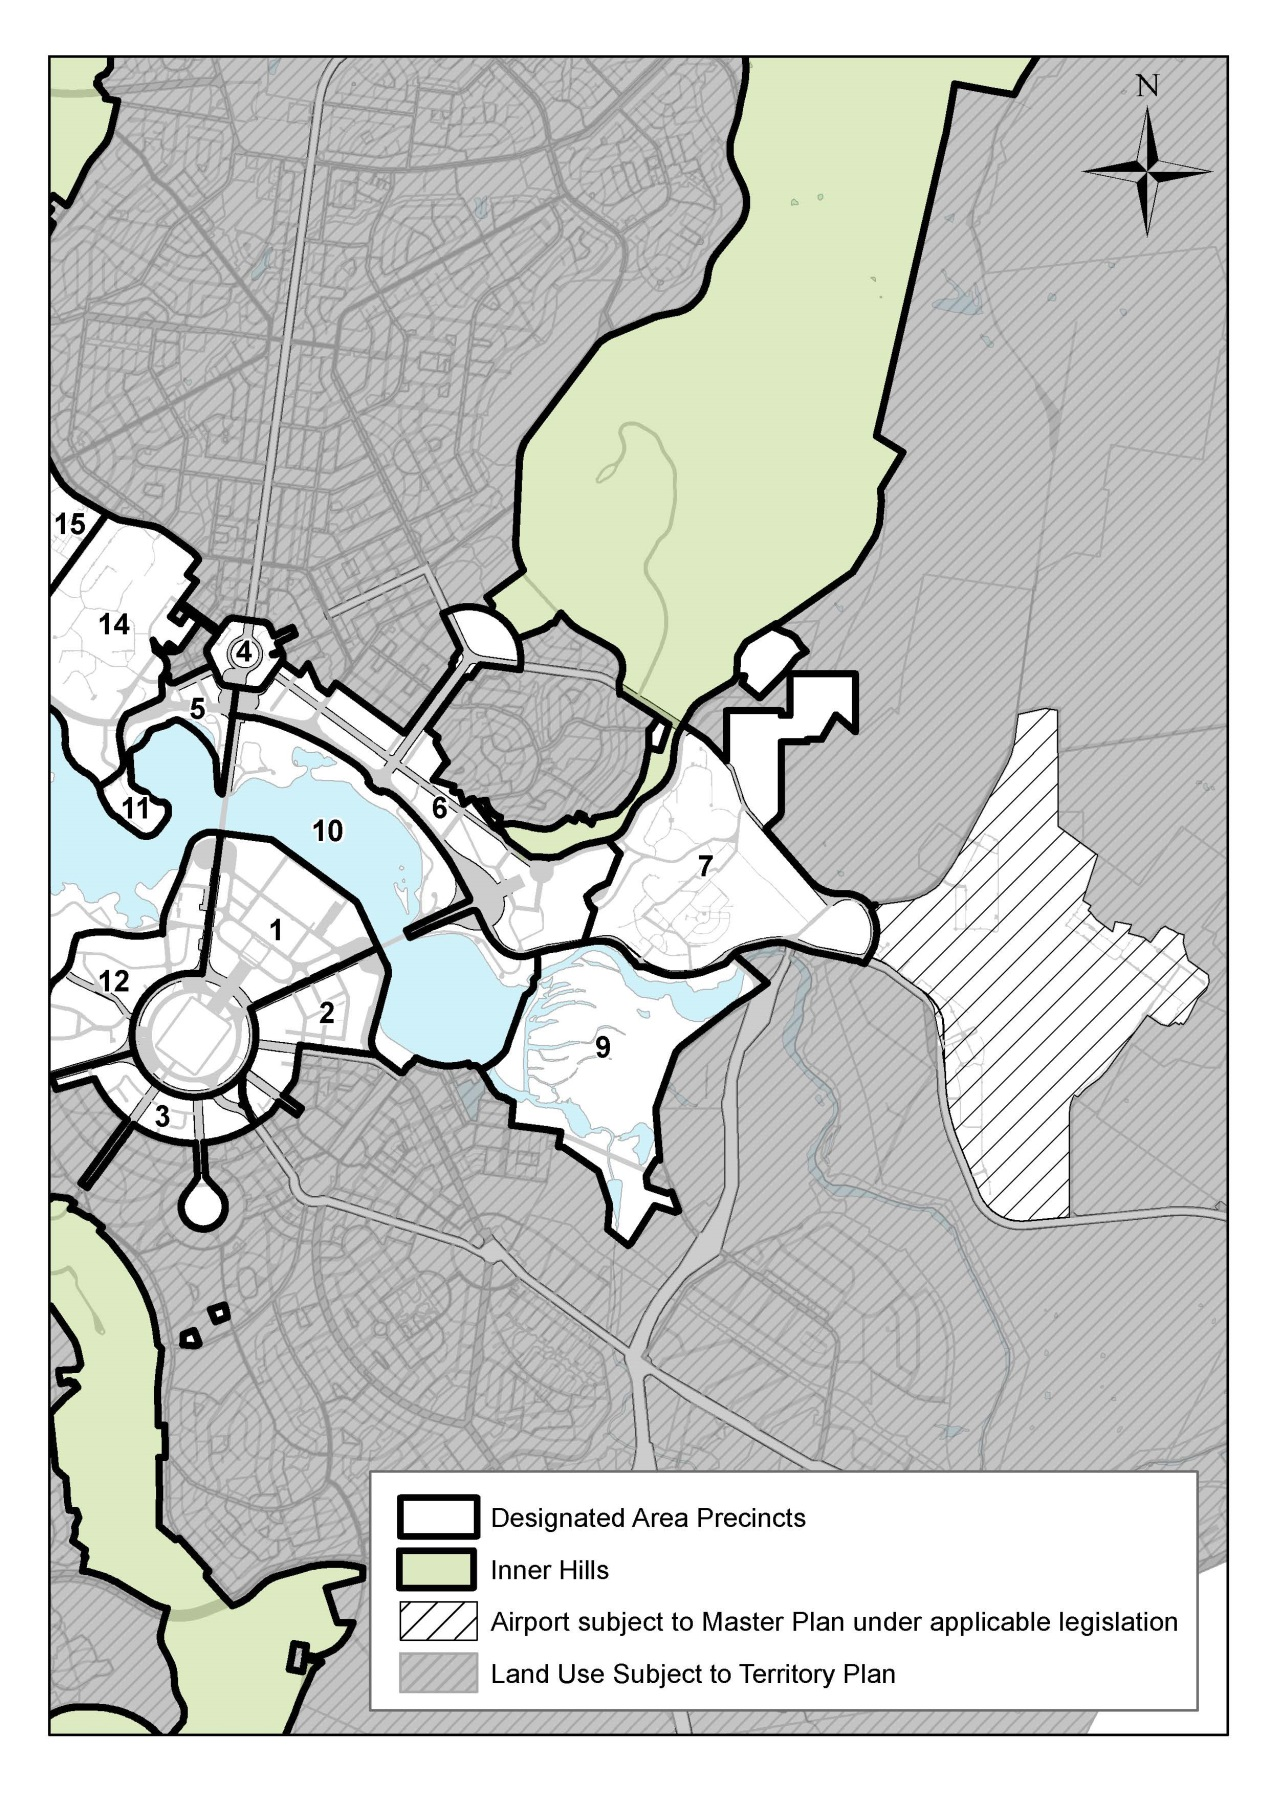 N
15
14
4
5
11
6
10
7
1
12
2
9
3
Designated Area Precincts
Inner Hills
Airport subject to Master Plan under applicable legislation
Land Use Subject to Territory Plan